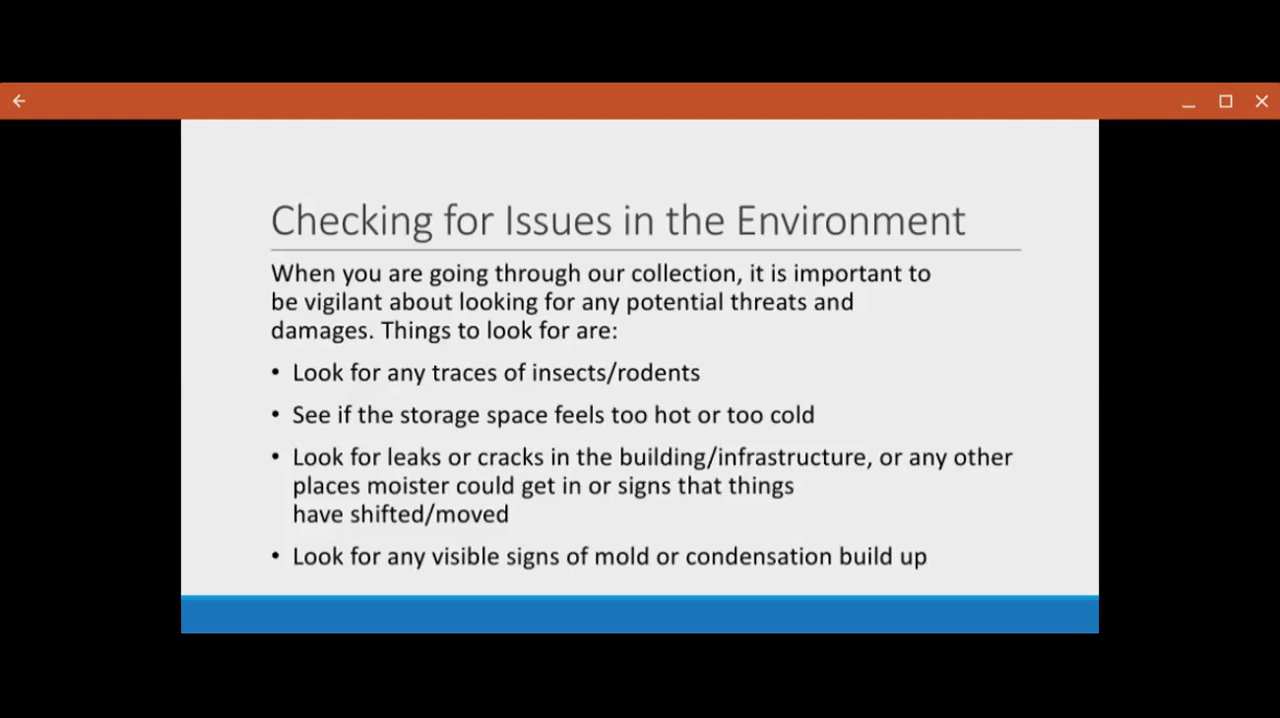 Checking for Issues in the Environment
When you are going through our collection, it is important to
be vigilant about looking for any potential threats and
damages. Things to look for are:
• Look for any traces of insects/rodents
• See if the storage space feels too hot or too cold
• Look for leaks or cracks in the building/infrastructure, or any other
places moister could get in or signs that things
have shifted/moved
• Look for any visible signs of mold or condensation build up